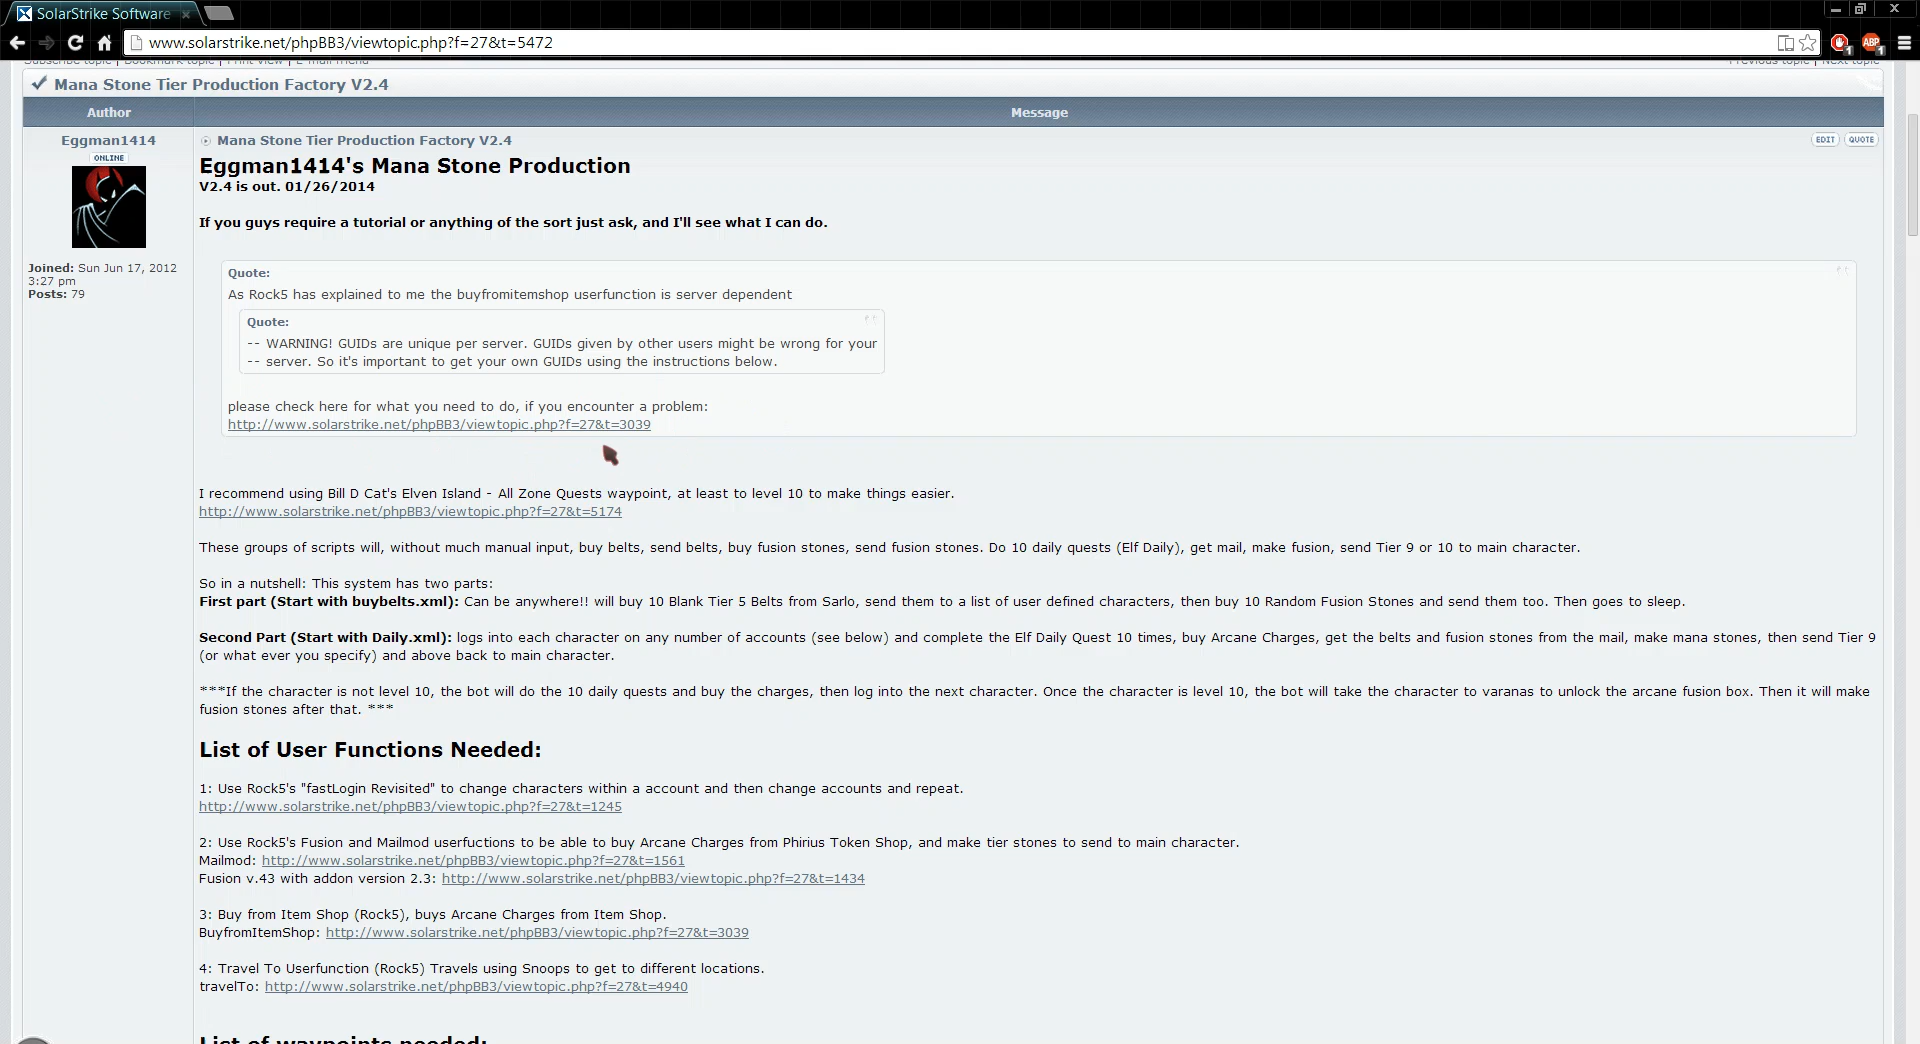 SolarStrike Software
www.solarstrike.net/phpBB3/viewtopic.php?f=27&t=5472
ABP
1
1
Subscribe topic | Bookmark topic | Print view | E-mail friend
Previous topic | Next topic
Mana Stone Tier Production Factory V2.4
Author
Message
Eggman1414
ONLINE
Joined: Sun Jun 17, 2012
3:27 pm
Posts: 79
Mana Stone Tier Production Factory V2.4
EDIT
QUOTE
Eggman1414's Mana Stone Production
V2.4 is out. 01/26/2014
If you guys require a tutorial or anything of the sort just ask, and I'll see what I can do.
Quote:
As Rock5 has explained to me the buyfromitemshop userfunction is server dependent
Quote:
-- WARNING! GUIDs are unique per server. GUIDs given by other users might be wrong for your
-- server. So it's important to get your own GUIDs using the instructions below.
please check here for what you need to do, if you encounter a problem:
http://www.solarstrike.net/phpBB3/viewtopic.php?f=27&t=3039
I recommend using Bill D Cat's Elven Island - All Zone Quests waypoint, at least to level 10 to make things easier.
http://www.solarstrike.net/phpBB3/viewtopic.php?f=27&t=5174
These groups of scripts will, without much manual input, buy belts, send belts, buy fusion stones, send fusion stones. Do 10 daily quests (Elf Daily), get mail, make fusion, send Tier 9 or 10 to main character.
So in a nutshell: This system has two parts:
First part (Start with buybelts.xml): Can be anywhere!! will buy 10 Blank Tier 5 Belts from Sarlo, send them to a list of user defined characters, then buy 10 Random Fusion Stones and send them too. Then goes to sleep.
Second Part (Start with Daily.xml): logs into each character on any number of accounts (see below) and complete the Elf Daily Quest 10 times, buy Arcane Charges, get the belts and fusion stones from the mail, make mana stones, then send Tier 9
(or what ever you specify) and above back to main character.
***If the character is not level 10, the bot will do the 10 daily quests and buy the charges, then log into the next character. Once the character is level 10, the bot will take the character to varanas to unlock the arcane fusion box. Then it will make
fusion stones after that. ***
List of User Functions Needed:
1: Use Rock5's "fastLogin Revisited" to change characters within a account and then change accounts and repeat.
http://www.solarstrike.net/phpBB3/viewtopic.php?f=27&t=1245
2: Use Rock5's Fusion and Mailmod userfuctions to be able to buy Arcane Charges from Phirius Token Shop, and make tier stones to send to main character.
Mailmod: http://www.solarstrike.net/phpBB3/viewtopic.php?f=27&t=1561
Fusion v.43 with addon version 2.3: http://www.solarstrike.net/phpBB3/viewtopic.php?f=27&t=1434
3: Buy from Item Shop (Rock5), buys Arcane Charges from Item Shop.
BuyfromItemShop: http://www.solarstrike.net/phpBB3/viewtopic.php?f=27&t=3039
4: Travel To Userfunction (Rock5) Travels using Snoops to get to different locations.
travelTo: http://www.solarstrike.net/phpBB3/viewtopic.php?f=27&t=4940
List of waypoints needed: